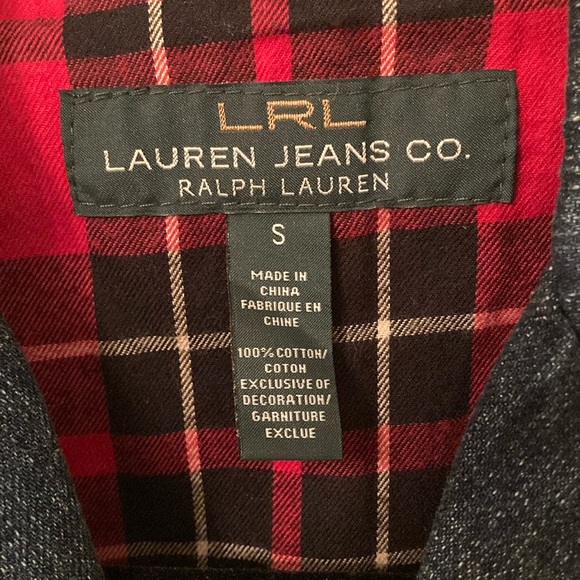 LRL
LAUREN JEANS CO.
RALPH LAUREN
S
MADE IN
CHINA
FABRIQUE EN
CHINE
100% COTTON/
COTON
EXCLUSIVE OF
DECORATION/
GARNITURE
EXCLUE